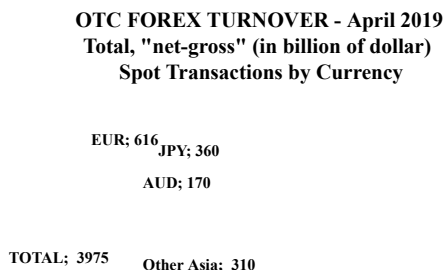 OTC FOREX TURNOVER - April 2019
Total, "net-gross" (in billion of dollar)
Spot Transactions by Currency
EUR; 616
JPY; 360
AUD; 170
TOTAL;  3975
Other Asia;  310